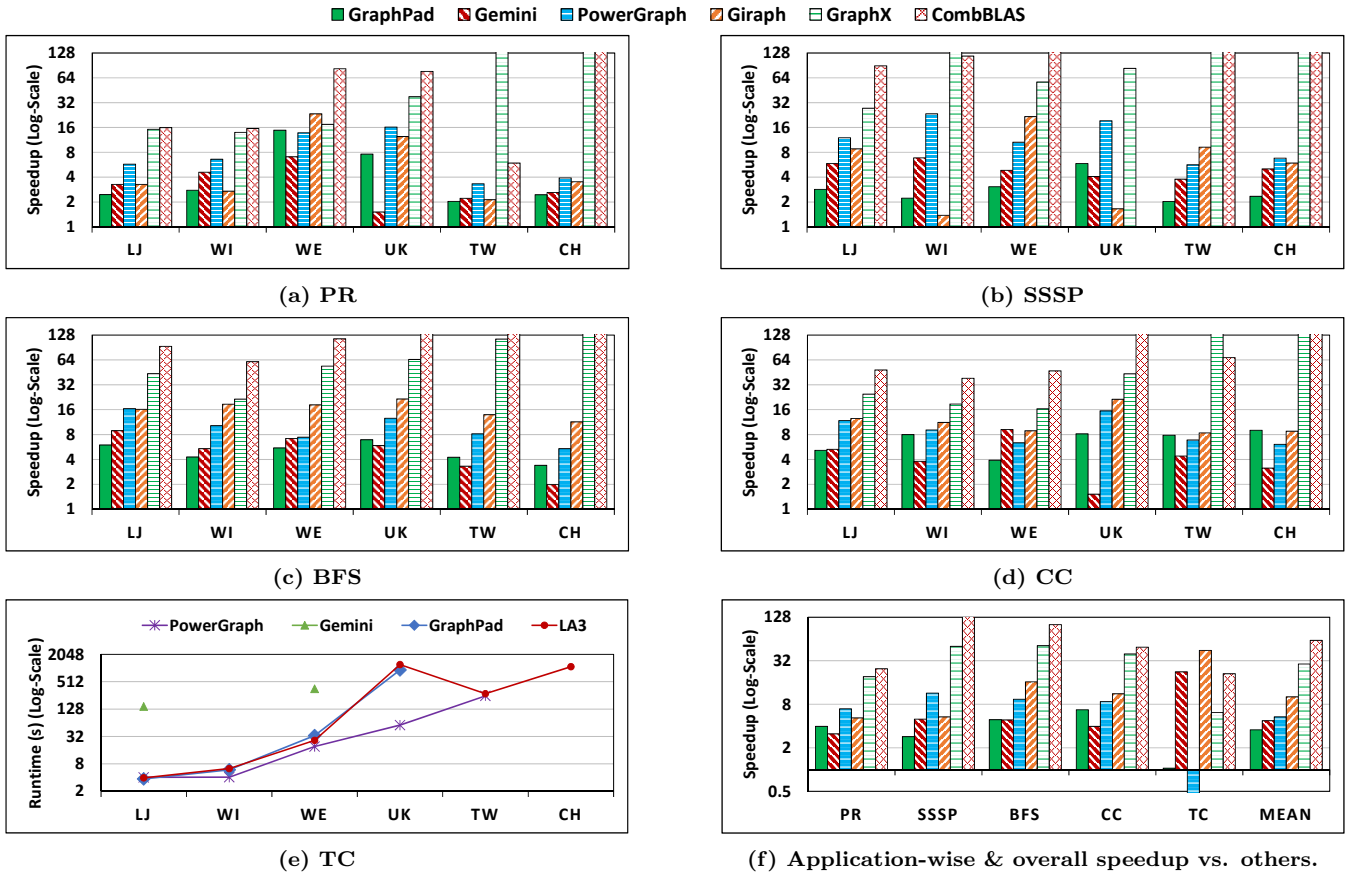 GraphPad Gemini PowerGraph Giraph GraphX CombBLAS
Speedup (Log-Scale)
128
64
32
16
8
4
2
1
LJ WI WE UK TW CH
(a) PR
Speedup (Log-Scale)
128
64
32
16
8
4
2
1
LJ WI WE UK TW CH
(b) SSSP
Speedup (Log-Scale)
128
64
32
16
8
4
2
1
LJ WI WE UK TW CH
(c) BFS
Speedup (Log-Scale)
128
64
32
16
8
4
2
1
LJ WI WE UK TW CH
(d) CC
PowerGraph Gemini GraphPad LA3
Runtime (s) (Log-Scale)
2048
512
128
32
8
2
LJ WI WE UK TW CH
(e) TC
Speedup (Log-Scale)
128
32
8
2
0.5
PR SSSP BFS CC TC MEAN
(f) Application-wise & overall speedup vs. others.